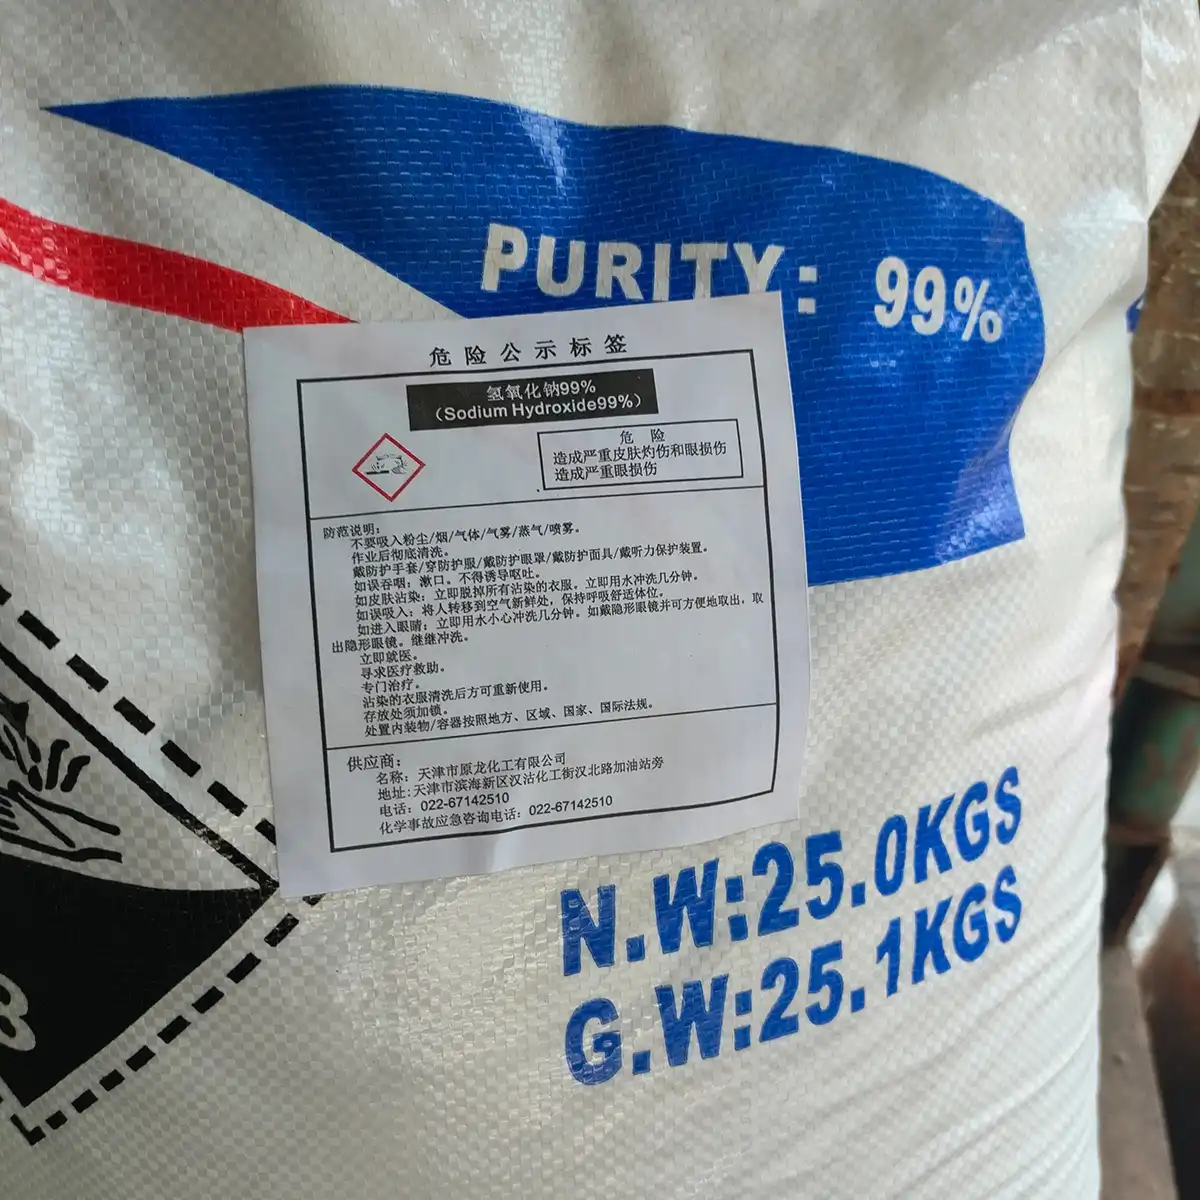 PURITY: 99%
危险公示标签
氢氧化钠99%
（Sodium Hydroxide99%）
危 险
造成严重皮肤灼伤和眼损伤
造成严重眼损伤
防范说明：
不要吸入粉尘/烟/气体/气雾/蒸气/喷雾。
作业后彻底清洗。
戴防护手套/穿防护服/戴防护眼罩/戴防护面具/戴听力保护装置。
如误吞咽：漱口。不得诱导呕吐。
如皮肤沾染：立即脱掉所有沾染的衣服。立即用水冲洗几分钟。
如误吸入：将人转移到空气新鲜处，保持呼吸舒适体位。
如进入眼睛：立即用水小心冲洗几分钟。如戴隐形眼镜并可方便地取出，取
出隐形眼镜。继继冲洗。
立即就医。
寻求医疗救助。
专门治疗。
沾染的衣服清洗后方可重新使用。
存放处须加锁。
处置内装物/容器按照地方、区域、国家、国际法规。
供应商：
名称：天津市原龙化工有限公司
地址:天津市滨海新区汉沽化工街汉北路加油站旁
电话：022-67142510
化学事故应急咨询电话：022-67142510
8
N.W:25.0KGS
G.W:25.1KGS